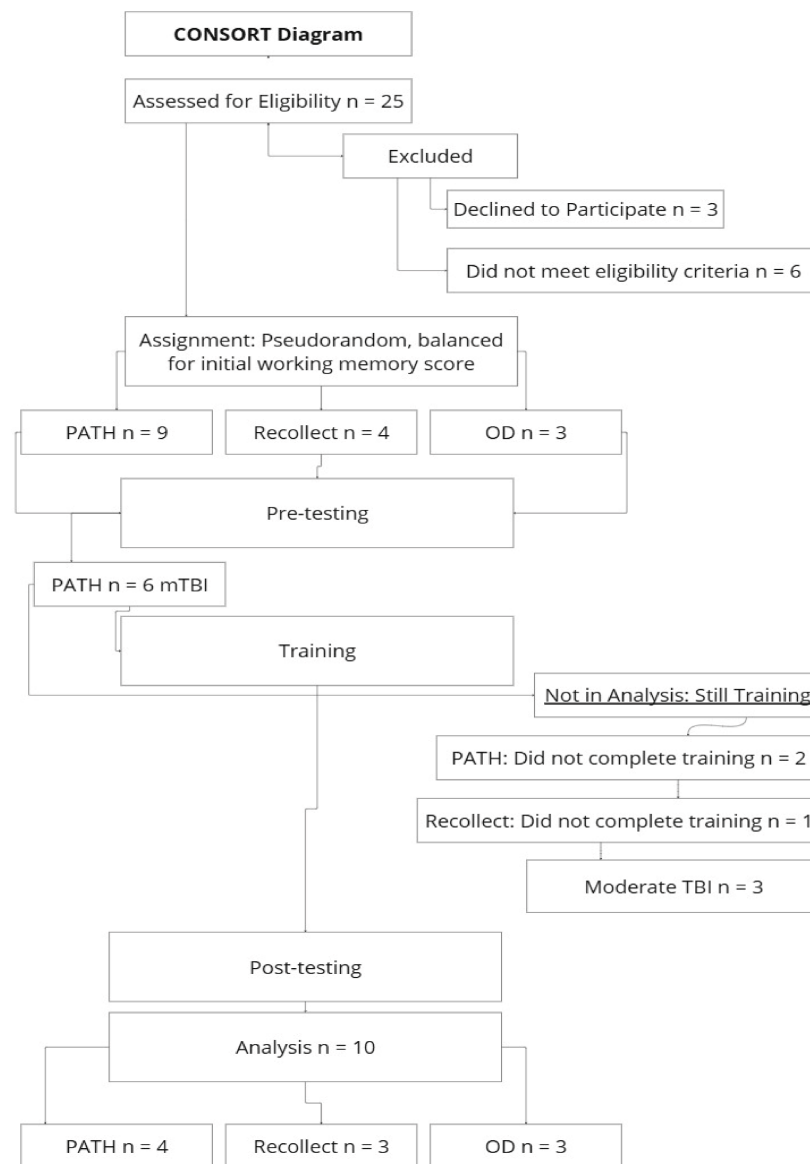 CONSORT Diagram
Assessed for Eligibility n = 25
Excluded
Declined to Participate n = 3
Did not meet eligibility criteria n = 6
Assignment: Pseudorandom, balanced
for initial working memory score
PATH n = 9
Recollect n = 4
OD n = 3
Pre-testing
PATH n = 6 mTBI
Training
Not in Analysis: Still Training
PATH: Did not complete training n = 2
Recollect: Did not complete training n = 1
Moderate TBI n = 3
Post-testing
Analysis n = 10
PATH n = 4
Recollect n = 3
OD n = 3